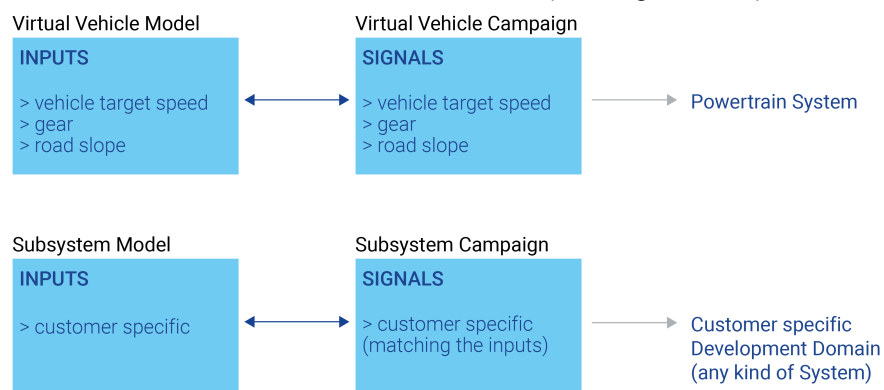 Virtual Vehicle Model
Virtual Vehicle Campaign
INPUTS
> vehicle target speed
> gear
> road slope
SIGNALS
> vehicle target speed
> gear
> road slope
Powertrain System
Subsystem Model
Subsystem Campaign
INPUTS
> customer specific
SIGNALS
> customer specific
(matching the inputs)
Customer specific
Development Domain
(any kind of System)